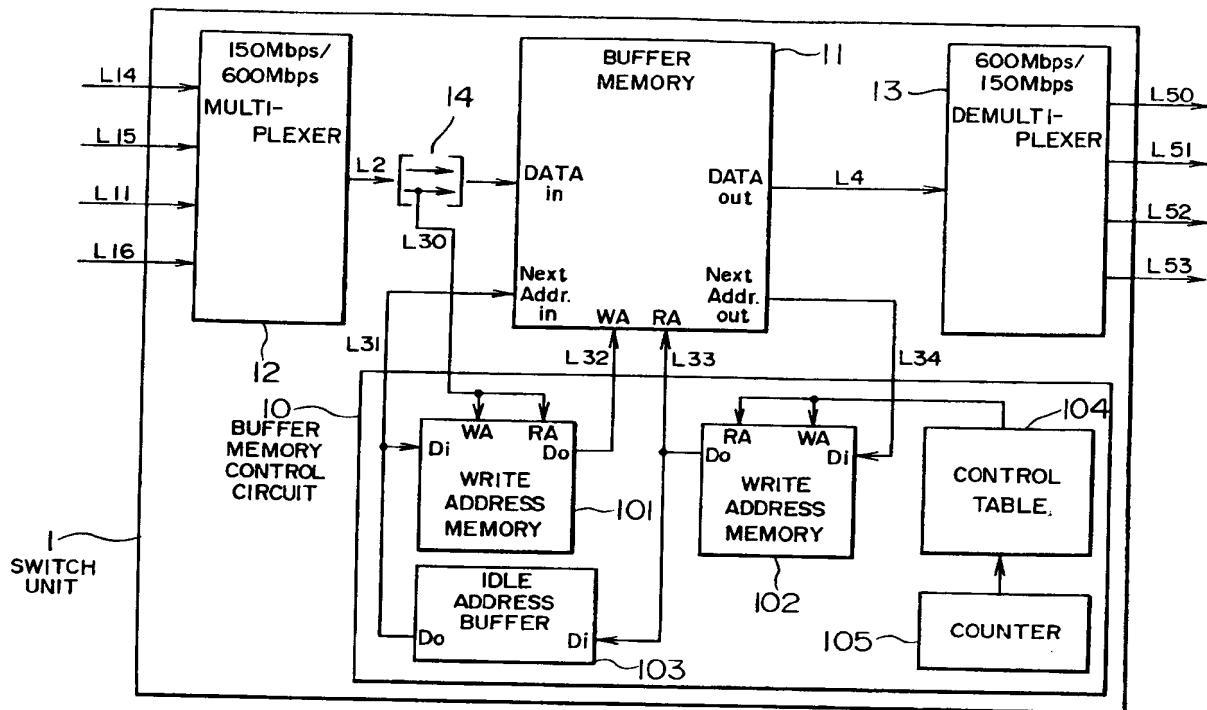 150Mbps/
600Mbps
MULTI-
PLEXER
L14
L15
L11
L16
12
L2
14
L30
BUFFER
MEMORY
11
DATA
in
DATA
out
Next
Addr.
in
WA
RA
Next
Addr.
out
L4
13
600Mbps/
150Mbps
DEMULTI-
PLEXER
L50
L51
L52
L53
L31
L32
L33
L34
10
BUFFER
MEMORY
CONTROL
CIRCUIT
WA
RA
Di
Do
WRITE
ADDRESS
MEMORY
101
RA
WA
Do
Di
WRITE
ADDRESS
MEMORY
102
104
CONTROL
TABLE
IDLE
ADDRESS
BUFFER
Do
Di
103
105
COUNTER
1
SWITCH
UNIT